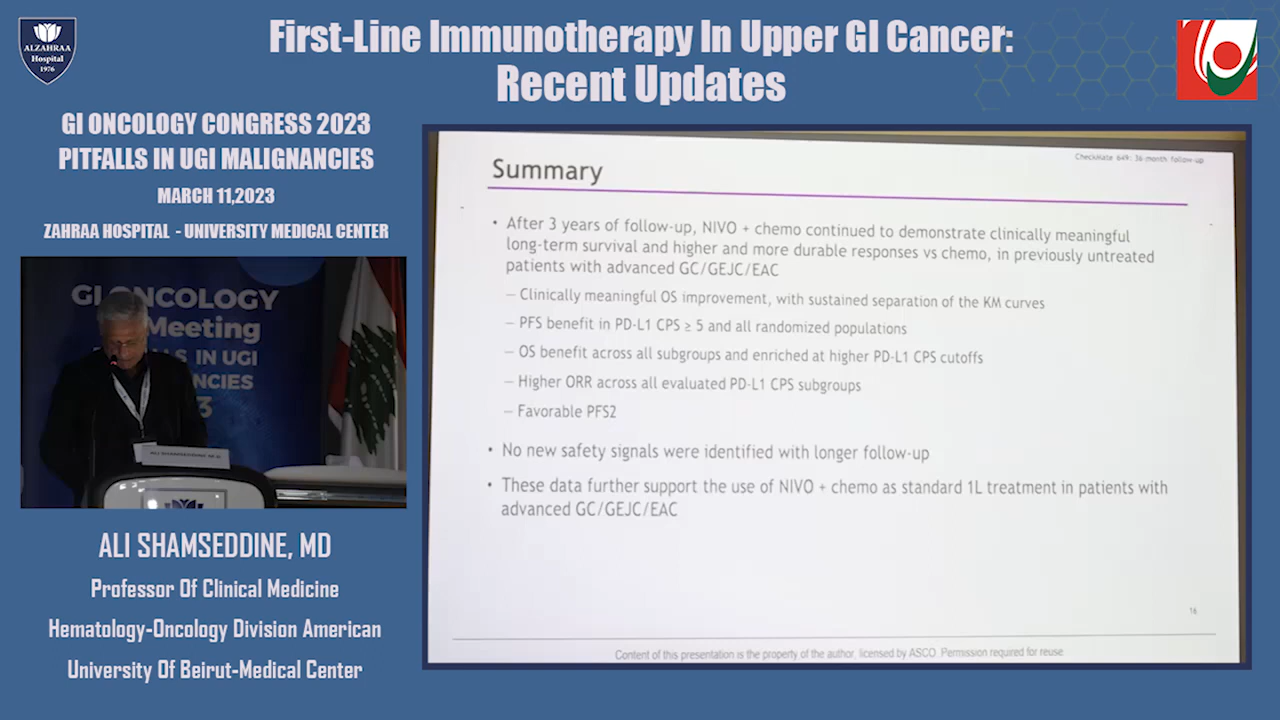 ALZAHRAA
Hospital
1976
First-Line Immunotherapy In Upper GI Cancer:
Recent Updates
GI ONCOLOGY CONGRESS 2023
PITFALLS IN UGI MALIGNANCIES
MARCH 11,2023
ZAHRAA HOSPITAL - UNIVERSITY MEDICAL CENTER
GI ONCOLOGY
Meeting
IN UGI
ALI SHAMSEDDINE M.D
ALI SHAMSEDDINE, MD
Professor Of Clinical Medicine
Hematology-Oncology Division American
University Of Beirut-Medical Center
CheckMate 649: 36-month follow-up
Summary
• After 3 years of follow-up, NIVO + chemo continued to demonstrate clinically meaningful
long-term survival and higher and more durable responses vs chemo, in previously untreated
patients with advanced GC/GEJC/EAC
– Clinically meaningful OS improvement, with sustained separation of the KM curves
– PFS benefit in PD-L1 CPS ≥ 5 and all randomized populations
– OS benefit across all subgroups and enriched at higher PD-L1 CPS cutoffs
– Higher ORR across all evaluated PD-L1 CPS subgroups
– Favorable PFS2
• No new safety signals were identified with longer follow-up
• These data further support the use of NIVO + chemo as standard 1L treatment in patients with
advanced GC/GEJC/EAC
16
Content of this presentation is the property of the author, licensed by ASCO. Permission required for reuse